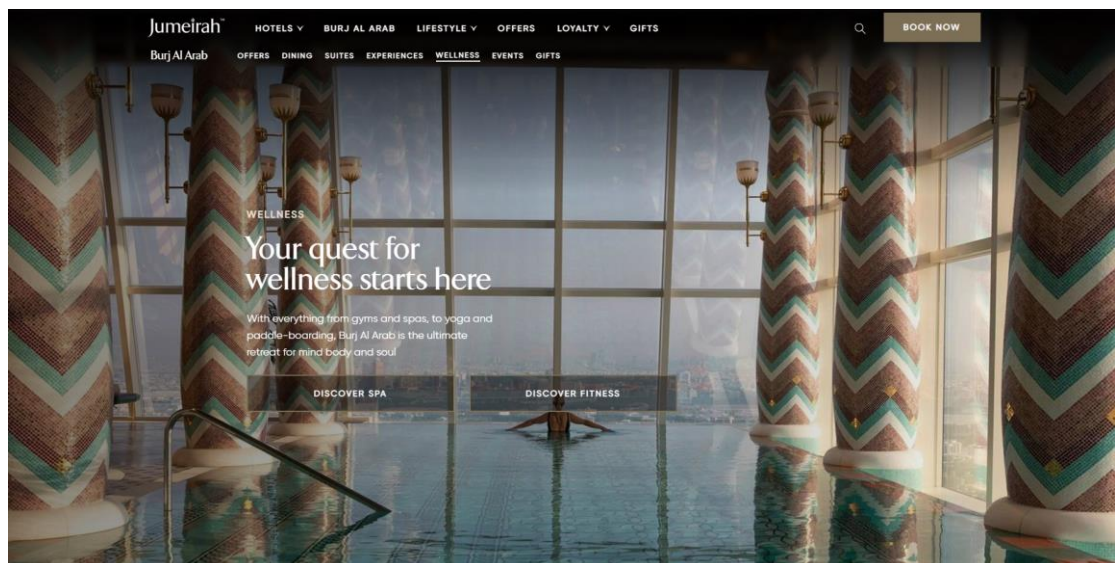 Jumeirah™ HOTELS BURJ AL ARAB LIFESTYLE OFFERS LOYALTY GIFTS BOOK NOW
Burj Al Arab OFFERS DINING SUITES EXPERIENCES WELLNESS EVENTS GIFTS
WELLNESS
Your quest for
wellness starts here
With everything from gyms and spas, to yoga and
paddle-boarding, Burj Al Arab is the ultimate
retreat for mind body and soul
DISCOVER SPA DISCOVER FITNESS